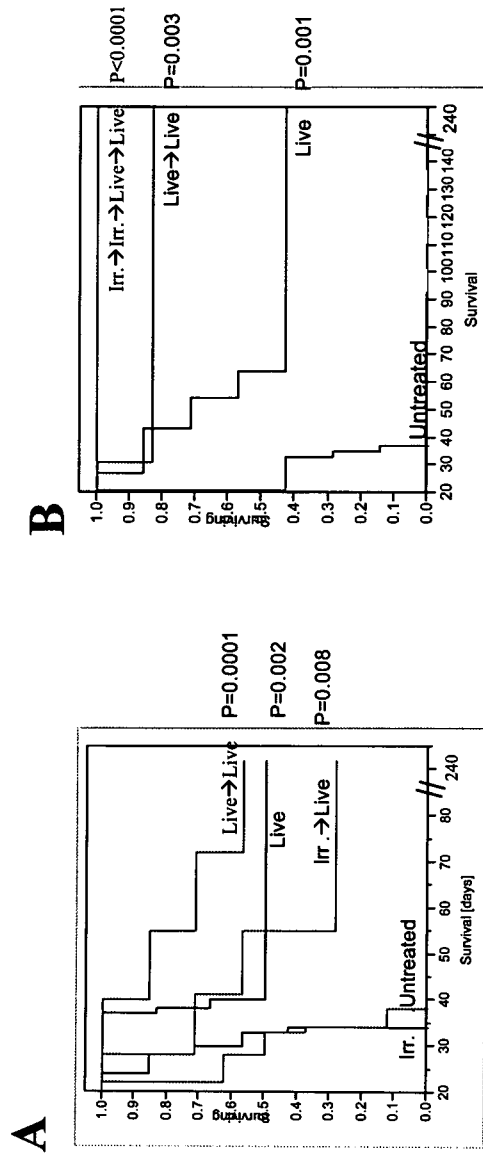 A
Surviving
1.0
0.9
0.8
0.7
0.6
0.5
0.4
0.3
0.2
0.1
0.0
Live→Live
Live
Irr.→Live
Irr.
Untreated
P=0.0001
P=0.002
P=0.008
20 30 40 50 60 70 80 240
Survival [days]
B
Surviving
1.0
0.9
0.8
0.7
0.6
0.5
0.4
0.3
0.2
0.1
0.0
Irr.→Irr.→Live→Live
Live→Live
Live
Untreated
P<0.0001
P=0.003
P=0.001
20 30 40 50 60 70 80 90 100 110 120 130 140 240
Survival